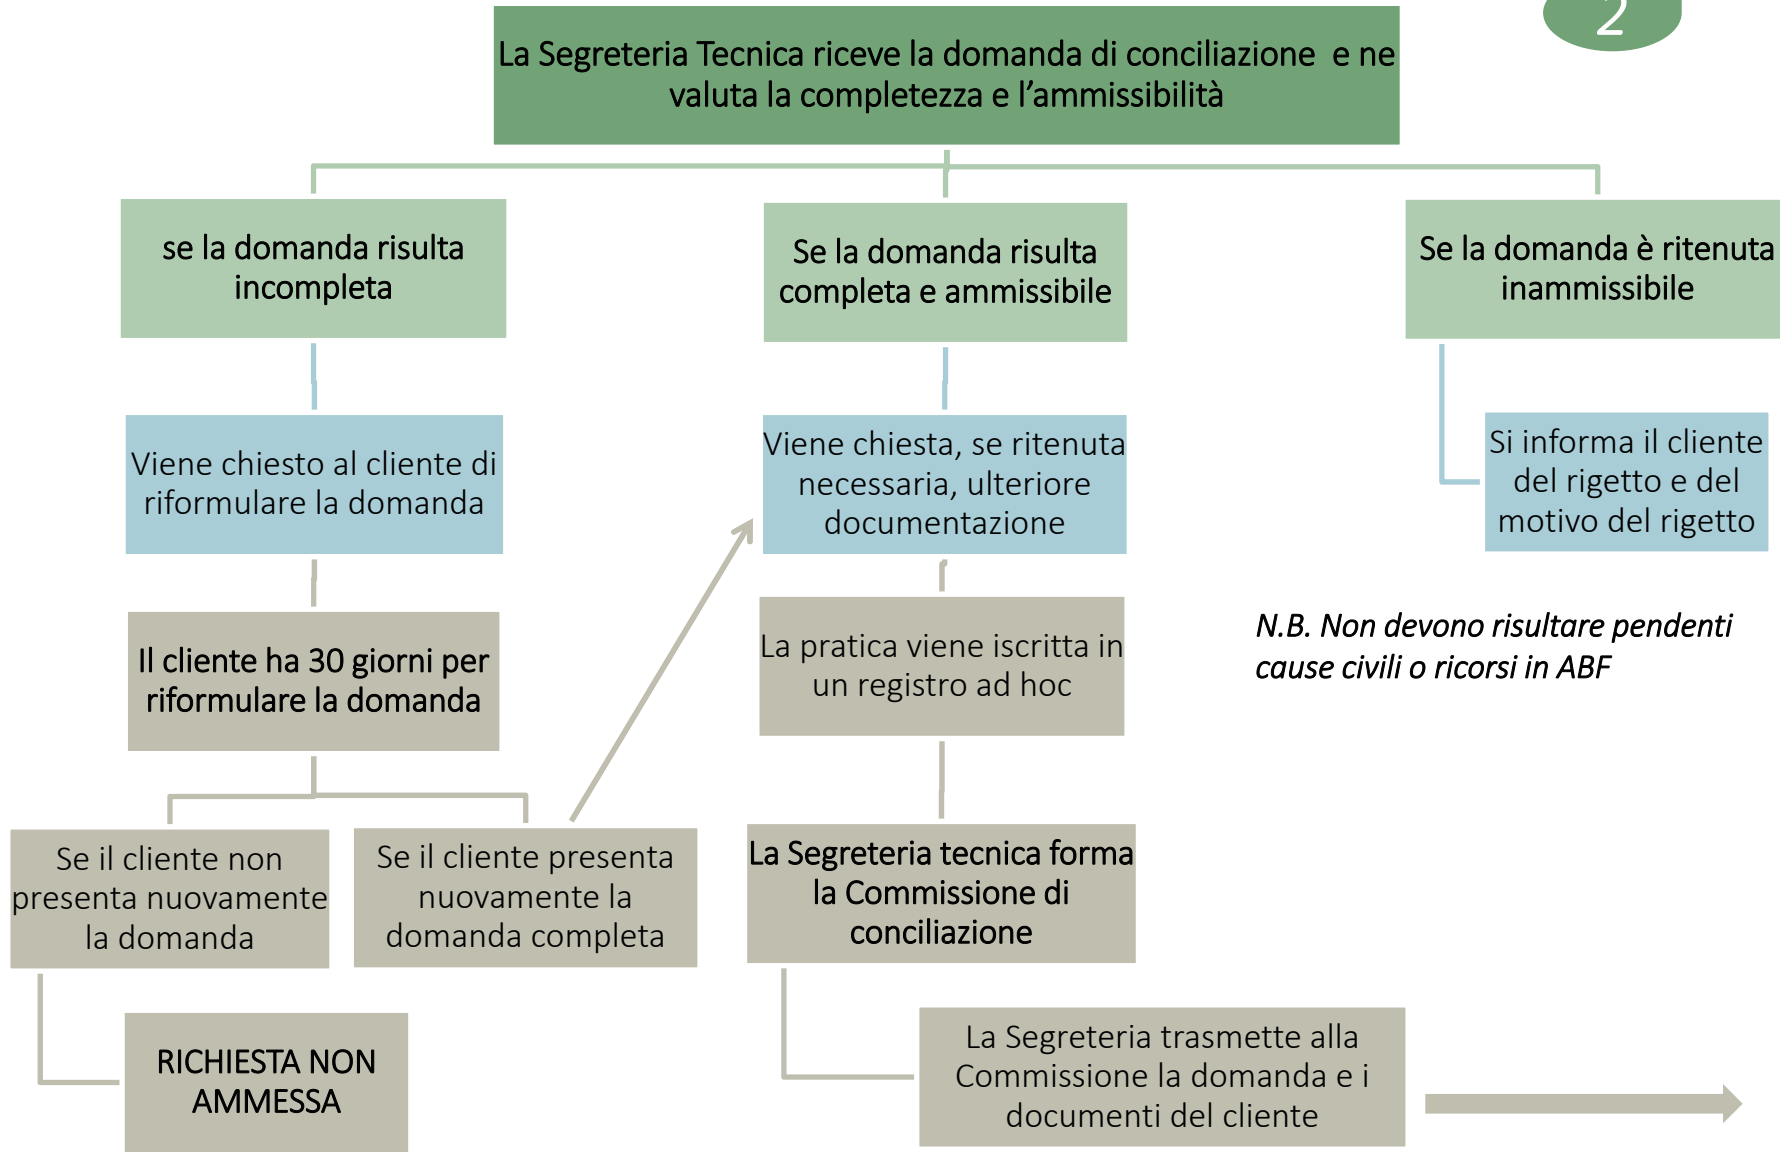 2
La Segreteria Tecnica riceve la domanda di conciliazione e ne
valuta la completezza e l’ammissibilità
se la domanda risulta
incompleta
Se la domanda risulta
completa e ammissibile
Se la domanda è ritenuta
inammissibile
Viene chiesto al cliente di
riformulare la domanda
Viene chiesta, se ritenuta
necessaria, ulteriore
documentazione
Si informa il cliente
del rigetto e del
motivo del rigetto
Il cliente ha 30 giorni per
riformulare la domanda
La pratica viene iscritta in
un registro ad hoc
N.B. Non devono risultare pendenti
cause civili o ricorsi in ABF
Se il cliente non
presenta nuovamente
la domanda
Se il cliente presenta
nuovamente la
domanda completa
La Segreteria tecnica forma
la Commissione di
conciliazione
RICHIESTA NON
AMMESSA
La Segreteria trasmette alla
Commissione la domanda e i
documenti del cliente